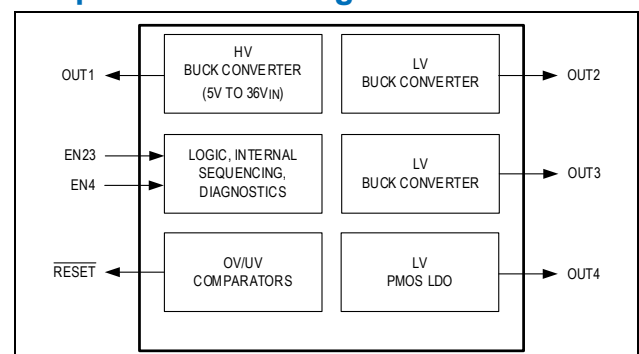 OUT1
HV
BUCK CONVERTER
(5V TO 36VIN)
LV
BUCK CONVERTER
OUT2
EN23
EN4
LOGIC, INTERNAL
SEQUENCING,
DIAGNOSTICS
LV
BUCK CONVERTER
OUT3
RESET
OV/UV
COMPARATORS
LV
PMOS LDO
OUT4